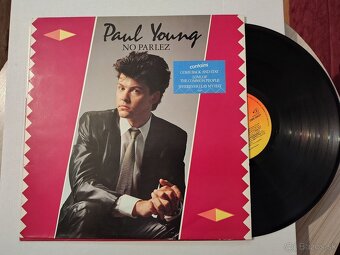 Paul Young
NO PARLEZ
contains
COME BACK AND STAY
LOVE OF
THE COMMON PEOPLE
WHEREVER I LAY MY HAT